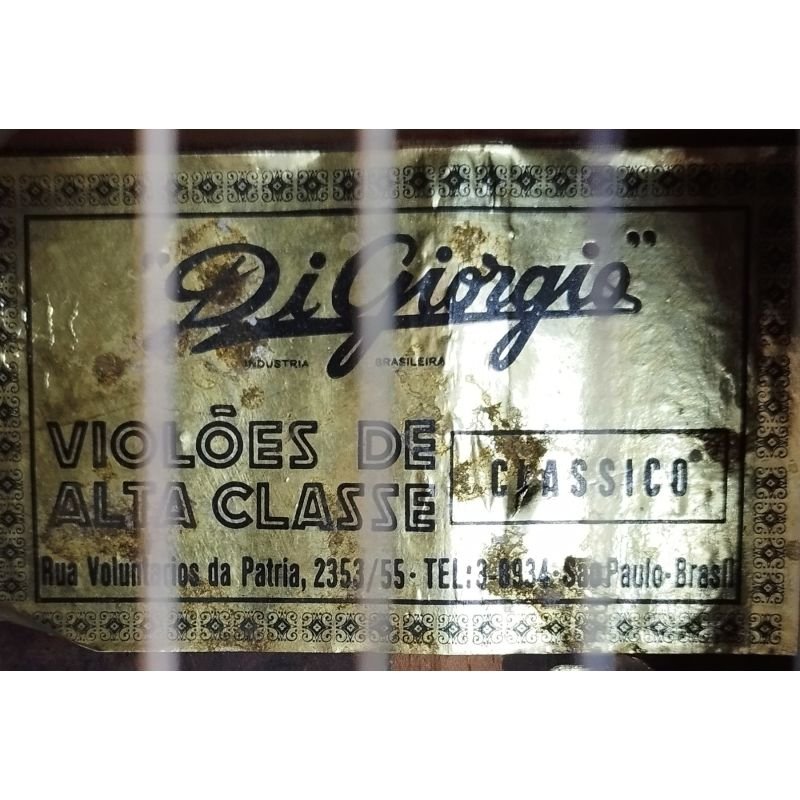 "Di Giorgio"
INDUSTRIA BRASILEIRA
VIOLÕES DE
ALTA CLASSE
CLASSICO
Rua Voluntarios da Patria, 2353/55 · TEL: 3-8934 · São Paulo - Brasil